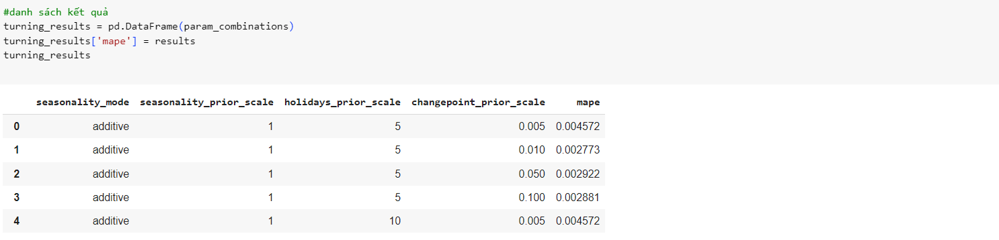 #danh sách kết quả
turning_results = pd.DataFrame(param_combinations)
turning_results['mape'] = results
turning_results
seasonality_mode seasonality_prior_scale holidays_prior_scale changepoint_prior_scale mape
0 additive 1 5 0.005 0.004572
1 additive 1 5 0.010 0.002773
2 additive 1 5 0.050 0.002922
3 additive 1 5 0.100 0.002881
4 additive 1 10 0.005 0.004572